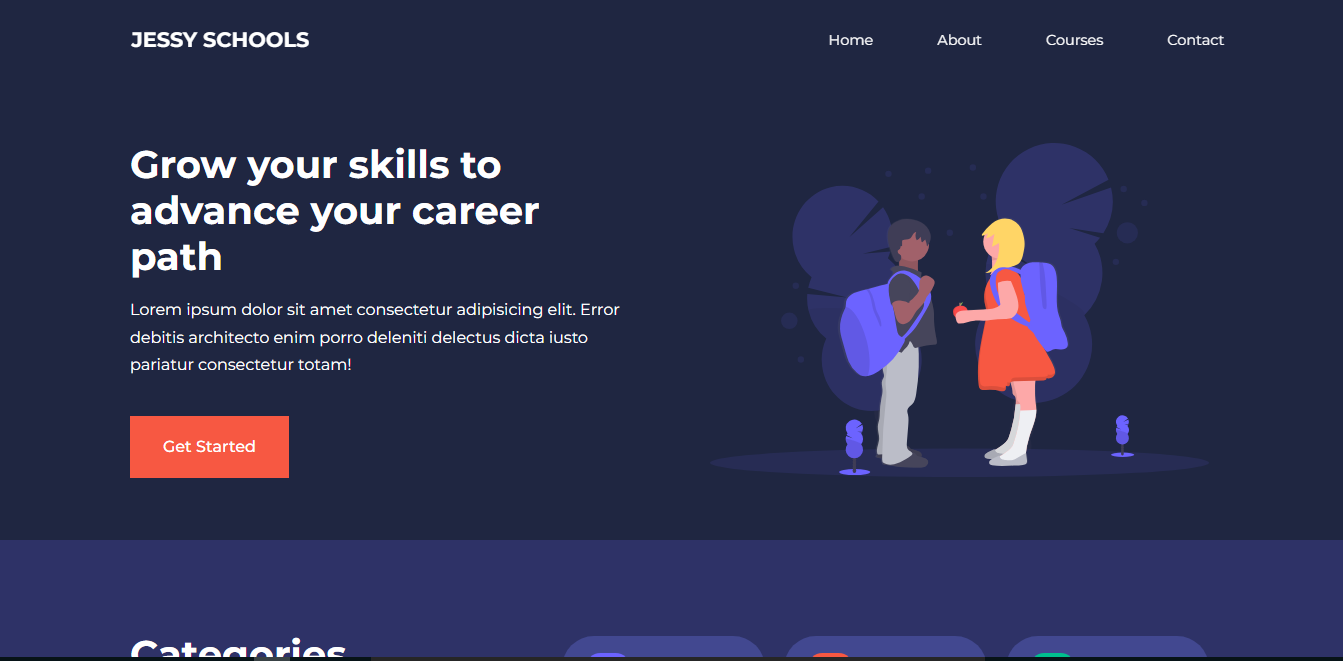 JESSY SCHOOLS
Home
About
Courses
Contact
Grow your skills to
advance your career
path
Lorem ipsum dolor sit amet consectetur adipisicing elit. Error
debitis architecto enim porro deleniti delectus dicta iusto
pariatur consectetur totam!
Get Started
Categories